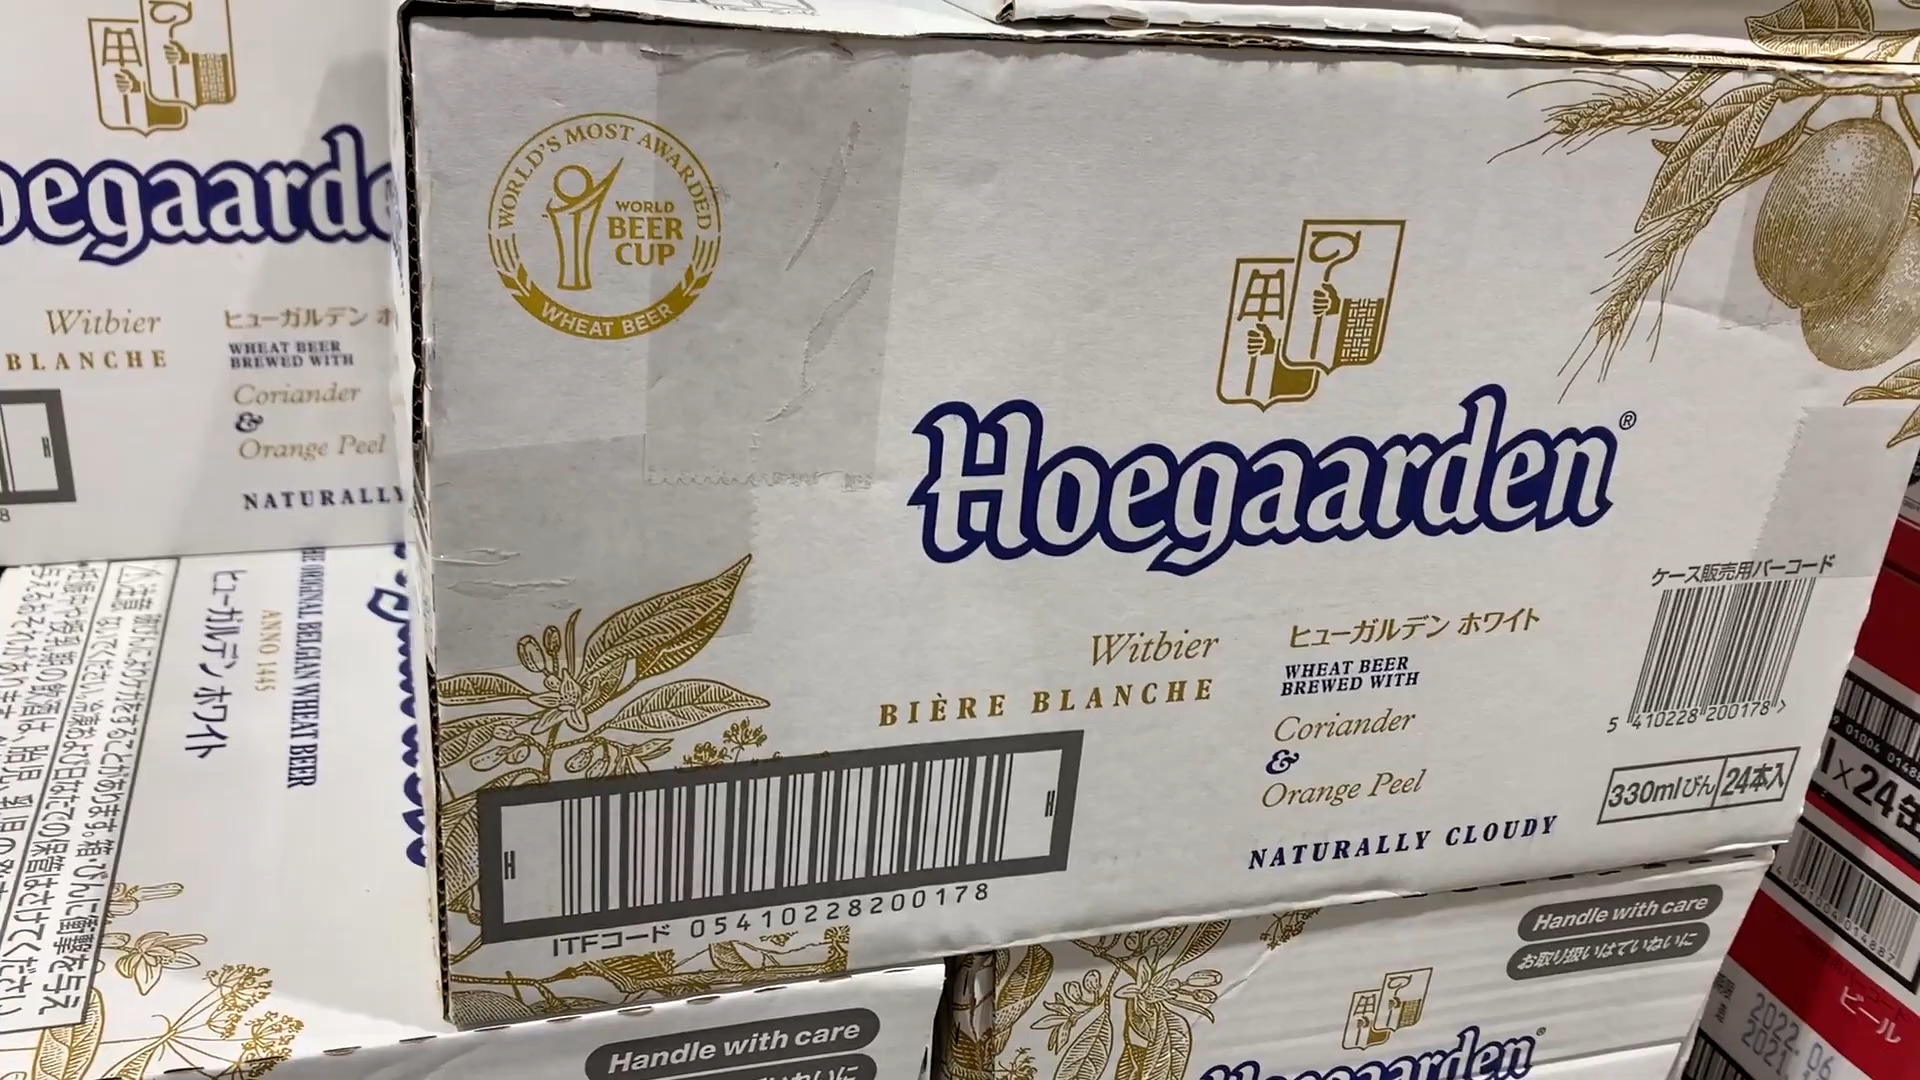 WORLD'S MOST AWARDED
WORLD
BEER
CUP
WHEAT BEER
Hoegaarden®
Witbier
BIÈRE BLANCHE
ヒューガルデン ホワイト
WHEAT BEER
BREWED WITH
Coriander
&
Orange Peel
NATURALLY CLOUDY
ケース販売用バーコード
5 410228 200178 >
330mlびん 24本入
H
H
ITFコード 05410228200178
oegaarde
Witbier
BLANCHE
ヒューガルデン ホ
WHEAT BEER
BREWED WITH
Coriander
&
Orange Peel
NATURALLY
H
8
ORIGINAL BELGIAN WHEAT BEER
ANNO 1445
ヒューガルデン ホワイト
Handle with care
Handle with care
お取り扱いはていねいに
Hoegaarden®
×24缶
ビール
2022.06
2021